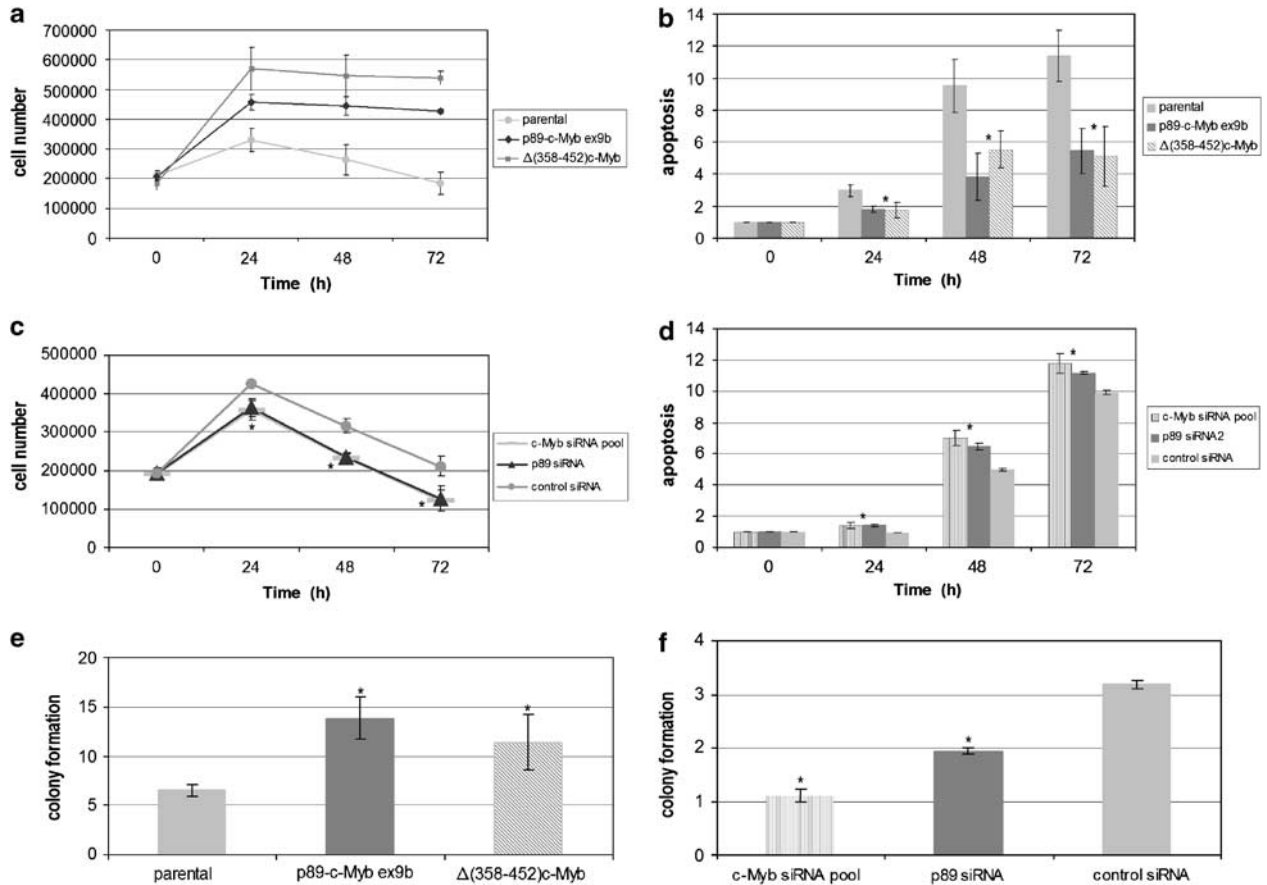 a
700000
600000
500000
400000
300000
200000
100000
0
cell number
0 24 48 72
Time (h)
parental
p89-c-Myb ex9b
Δ(358-452)c-Myb
b
14
12
10
8
6
4
2
0
apoptosis
* * *
0 24 48 72
Time (h)
parental
p89-c-Myb ex9b
Δ(358-452)c-Myb
c
500000
400000
300000
200000
100000
0
cell number
* * *
0 24 48 72
Time (h)
c-Myb siRNA pool
p89 siRNA
control siRNA
d
14
12
10
8
6
4
2
0
apoptosis
* * *
0 24 48 72
Time (h)
c-Myb siRNA pool
p89 siRNA2
control siRNA
e
20
15
10
5
0
colony formation
* *
parental p89-c-Myb ex9b Δ(358-452)c-Myb
f
4
3
2
1
0
colony formation
* *
c-Myb siRNA pool p89 siRNA control siRNA